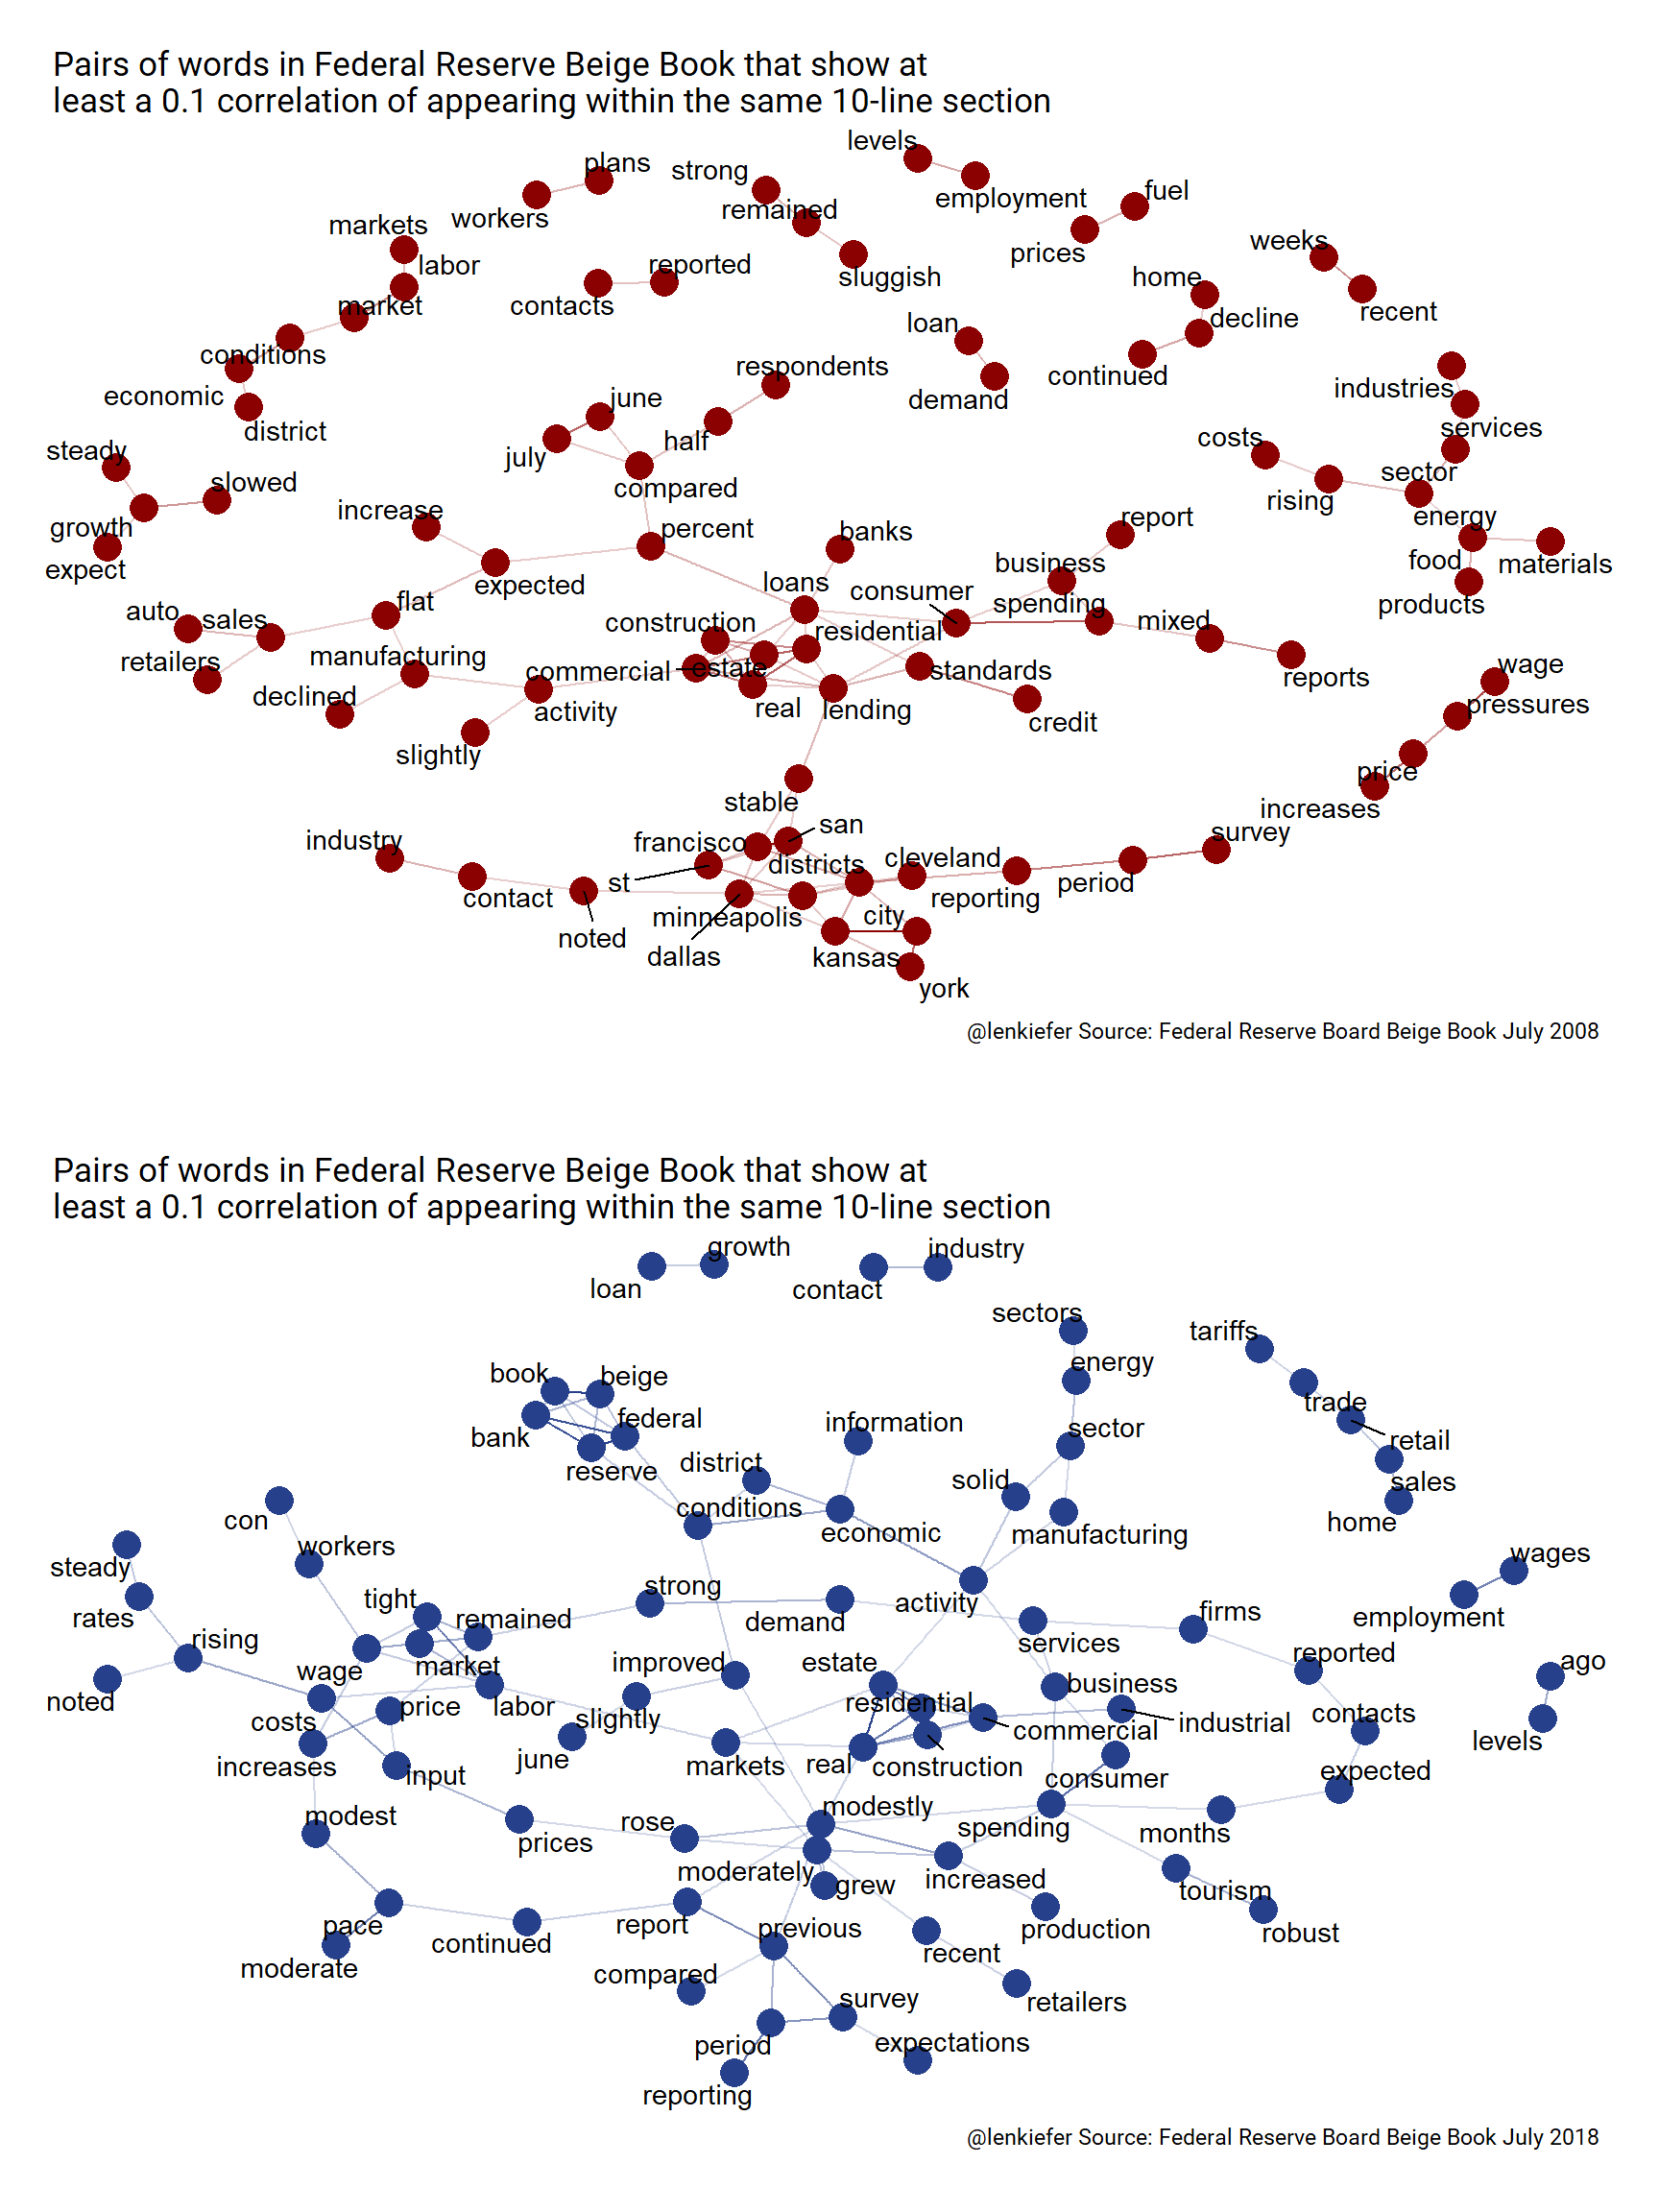 Pairs of words in Federal Reserve Beige Book that show at
least a 0.1 correlation of appearing within the same 10-line section
levels
plans
strong
employment
fuel
workers
remained
markets
prices
weeks
labor
reported
sluggish
home
contacts
market
recent
loan
decline
conditions
respondents
continued
industries
economic
june
demand
district
half
services
steady
july
costs
sector
slowed
compared
rising
increase
percent
banks
report
energy
growth
business
food
materials
expect
expected
loans
consumer
products
auto
sales
flat
construction
residential
spending
mixed
retailers
manufacturing
commercial
estate
standards
reports
wage
declined
activity
real
lending
credit
pressures
slightly
price
stable
increases
industry
francisco
san
survey
st
districts
cleveland
period
contact
minneapolis
city
reporting
noted
dallas
kansas
york
@lenkiefer Source: Federal Reserve Board Beige Book July 2008
Pairs of words in Federal Reserve Beige Book that show at
least a 0.1 correlation of appearing within the same 10-line section
growth
industry
loan
contact
sectors
tariffs
book
beige
energy
trade
bank
federal
information
sector
retail
reserve
district
solid
sales
con
conditions
economic
manufacturing
home
workers
wages
steady
tight
strong
activity
employment
rates
remained
demand
firms
rising
market
services
reported
wage
improved
estate
ago
noted
price
labor
residential
business
costs
slightly
commercial
industrial
contacts
levels
increases
june
markets
real
construction
input
consumer
expected
modest
rose
modestly
spending
months
prices
moderately
grew
increased
tourism
pace
report
previous
production
robust
moderate
continued
recent
compared
survey
retailers
period
expectations
reporting
@lenkiefer Source: Federal Reserve Board Beige Book July 2018